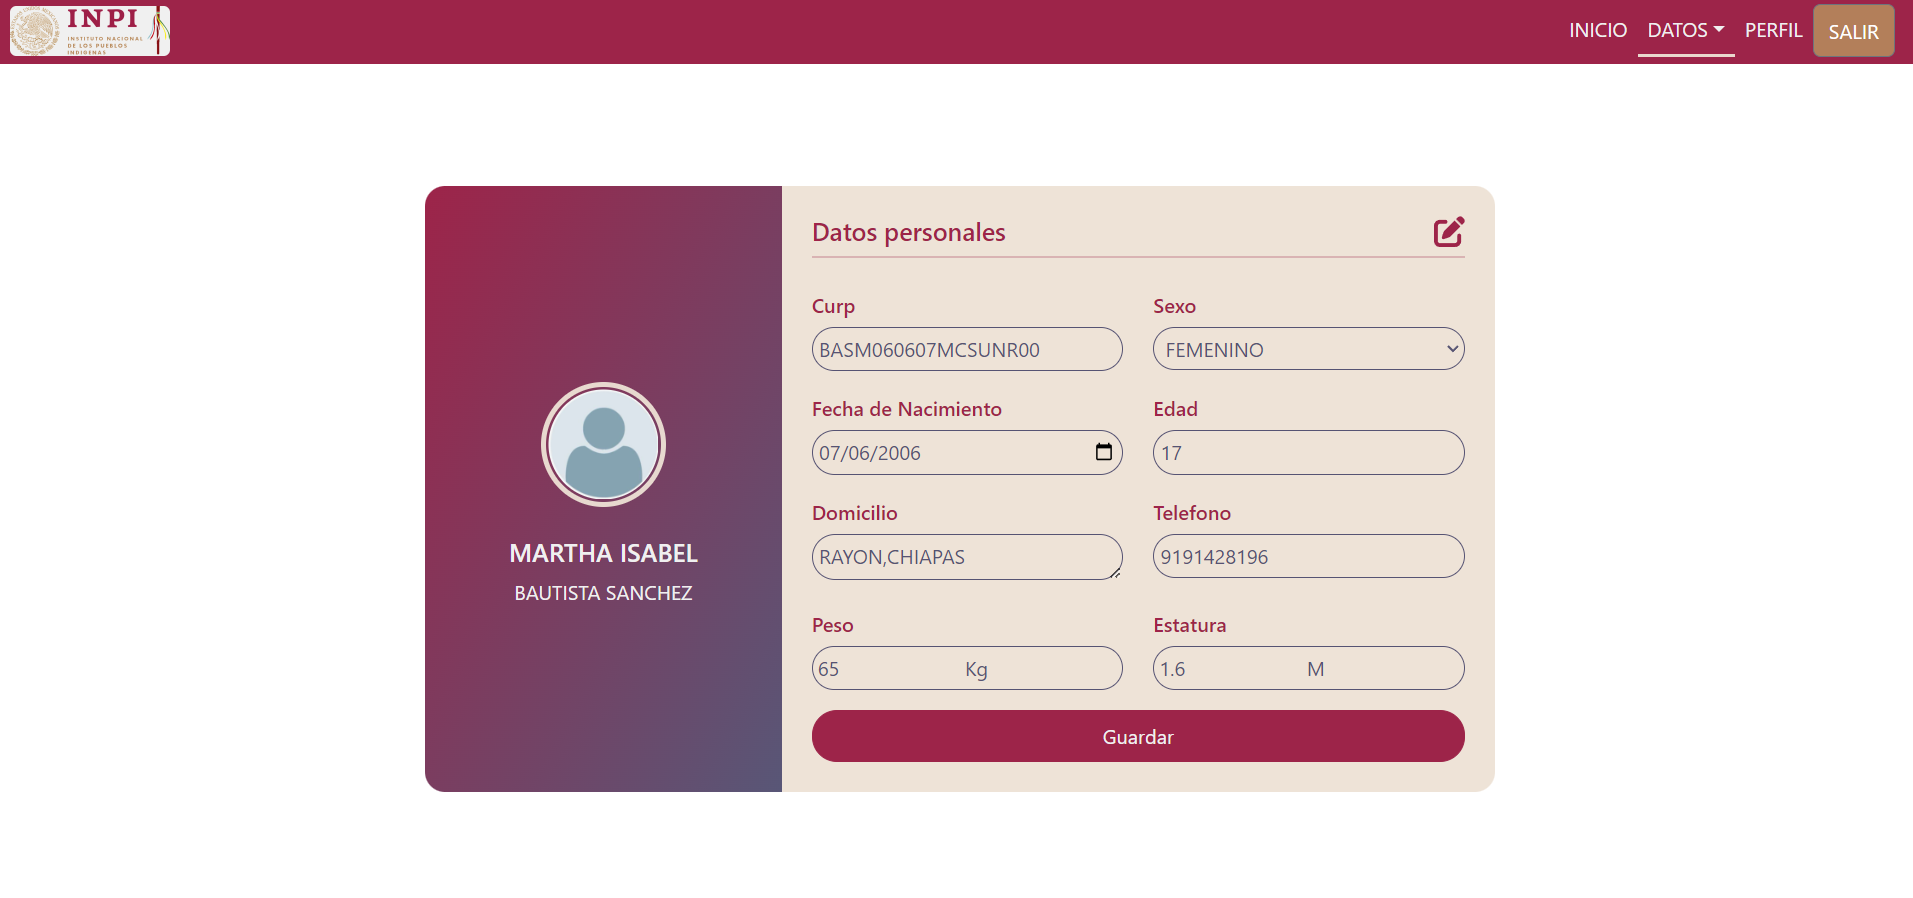 INPI
INSTITUTO NACIONAL
DE LOS PUEBLOS
INDÍGENAS
INICIO DATOS PERFIL SALIR
Datos personales
Curp Sexo
BASM060607MCSUNR00 FEMENINO
Fecha de Nacimiento Edad
07/06/2006 17
Domicilio Telefono
RAYON,CHIAPAS 9191428196
Peso Estatura
65 Kg 1.6 M
Guardar
MARTHA ISABEL
BAUTISTA SANCHEZ